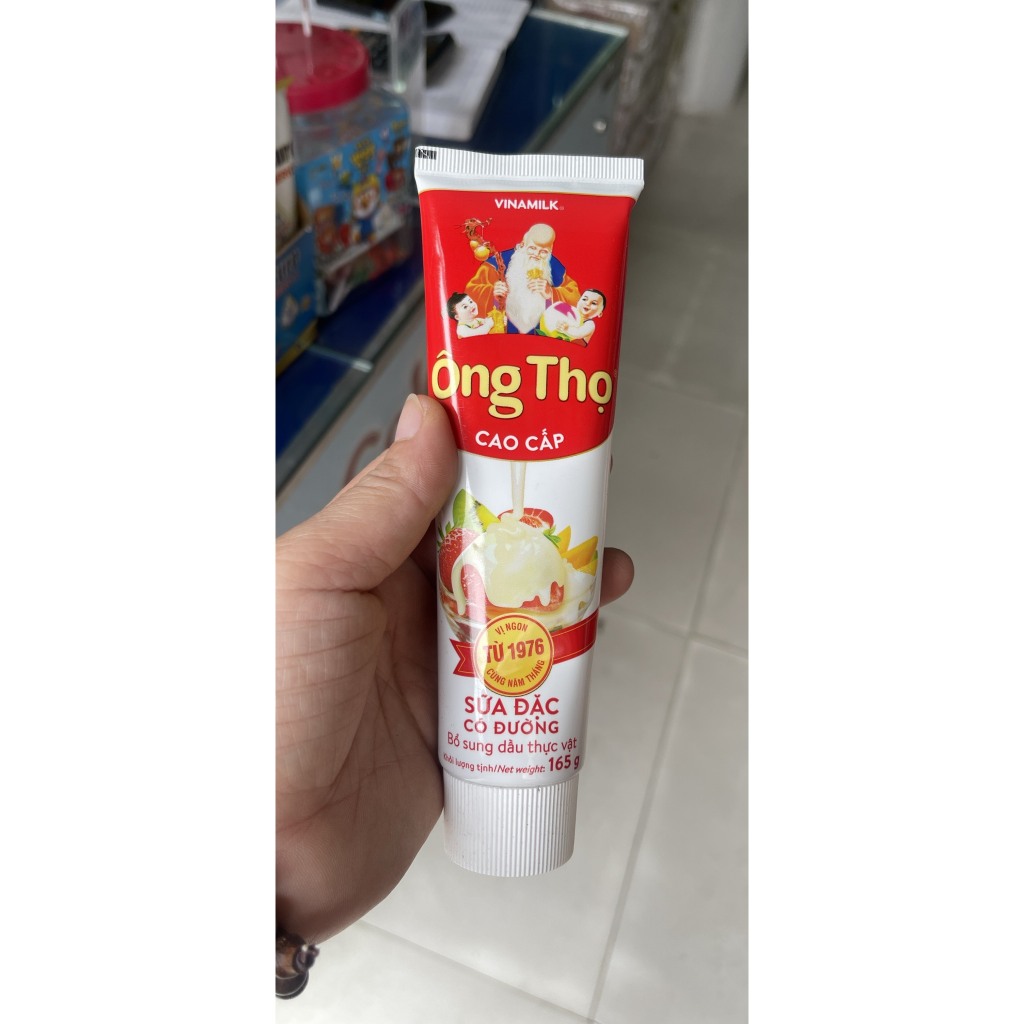 VINAMILK
Ông Thọ
CAO CẤP
VỊ NGON
TỪ 1976
CÙNG NĂM THÁNG
SỮA ĐẶC
CÓ ĐƯỜNG
Bổ sung dầu thực vật
Khối lượng tịnh/Net weight: 165 g